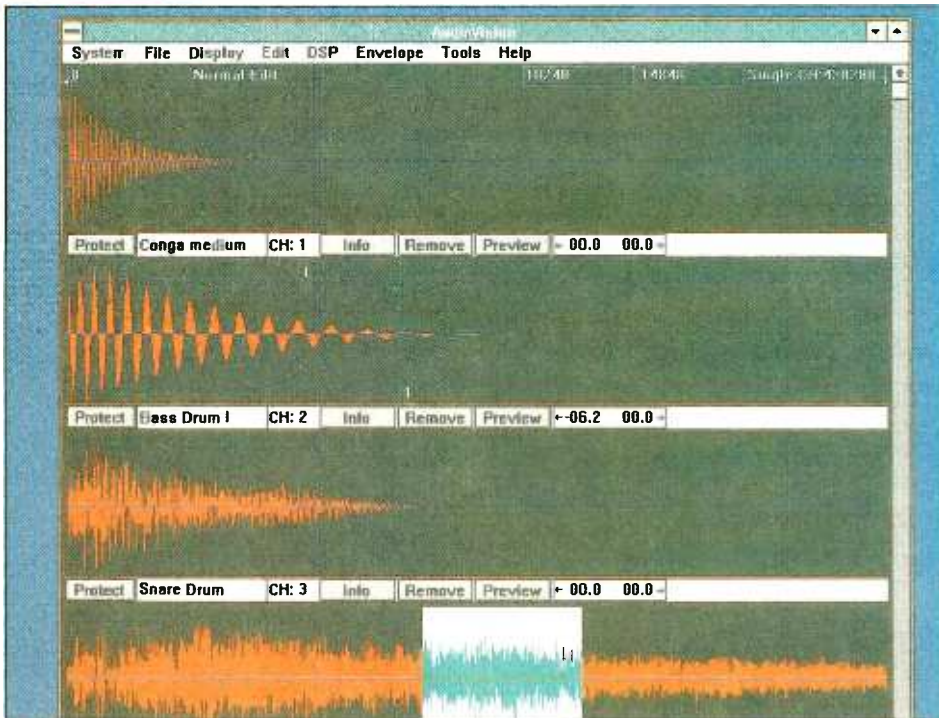 System File Display Edit DSP Envelope Tools Help
Normal Edit
Protect Conga medium CH: 1 Info Remove Preview 00.0 00.0
Protect Bass Drum CH: 2 Info Remove Preview -06.2 00.0
Protect Snare Drum CH: 3 Info Remove Preview 00.0 00.0